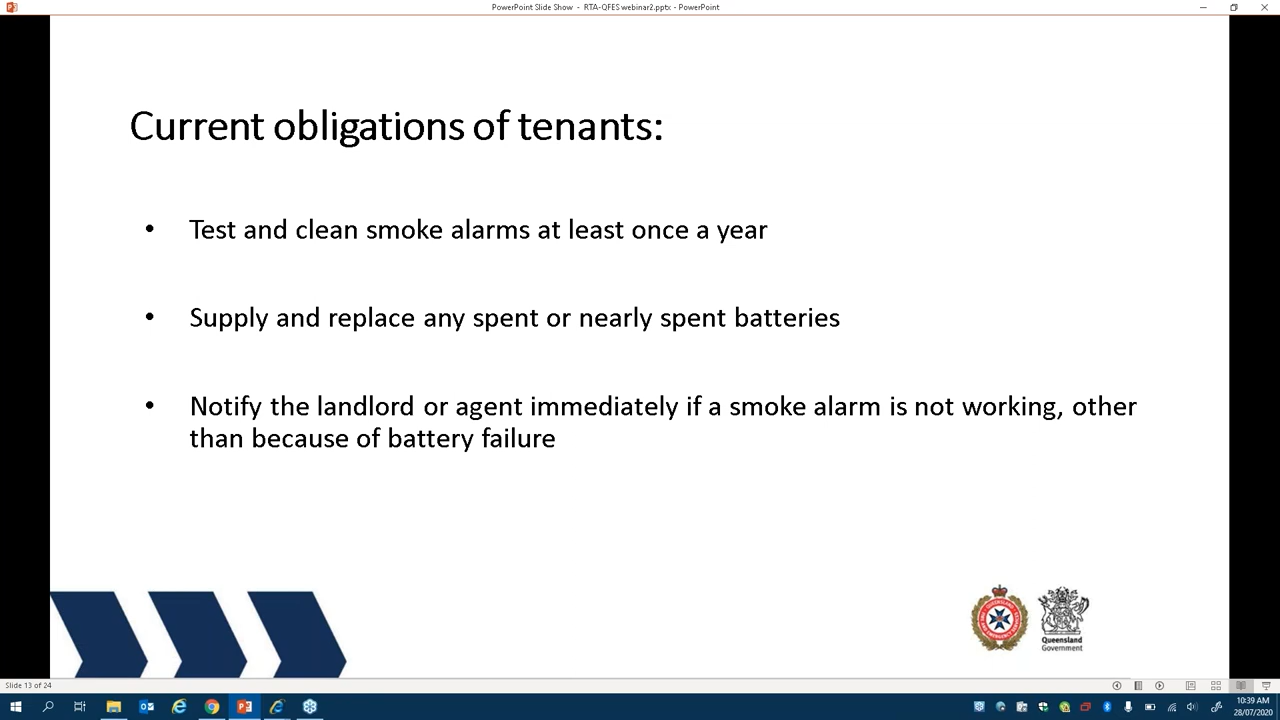 PowerPoint Slide Show - RTA-QFES webinar2.pptx - PowerPoint
Current obligations of tenants:
• Test and clean smoke alarms at least once a year
• Supply and replace any spent or nearly spent batteries
• Notify the landlord or agent immediately if a smoke alarm is not working, other
than because of battery failure
Queensland
Government
Slide 13 of 24
10:39 AM
28/07/2020